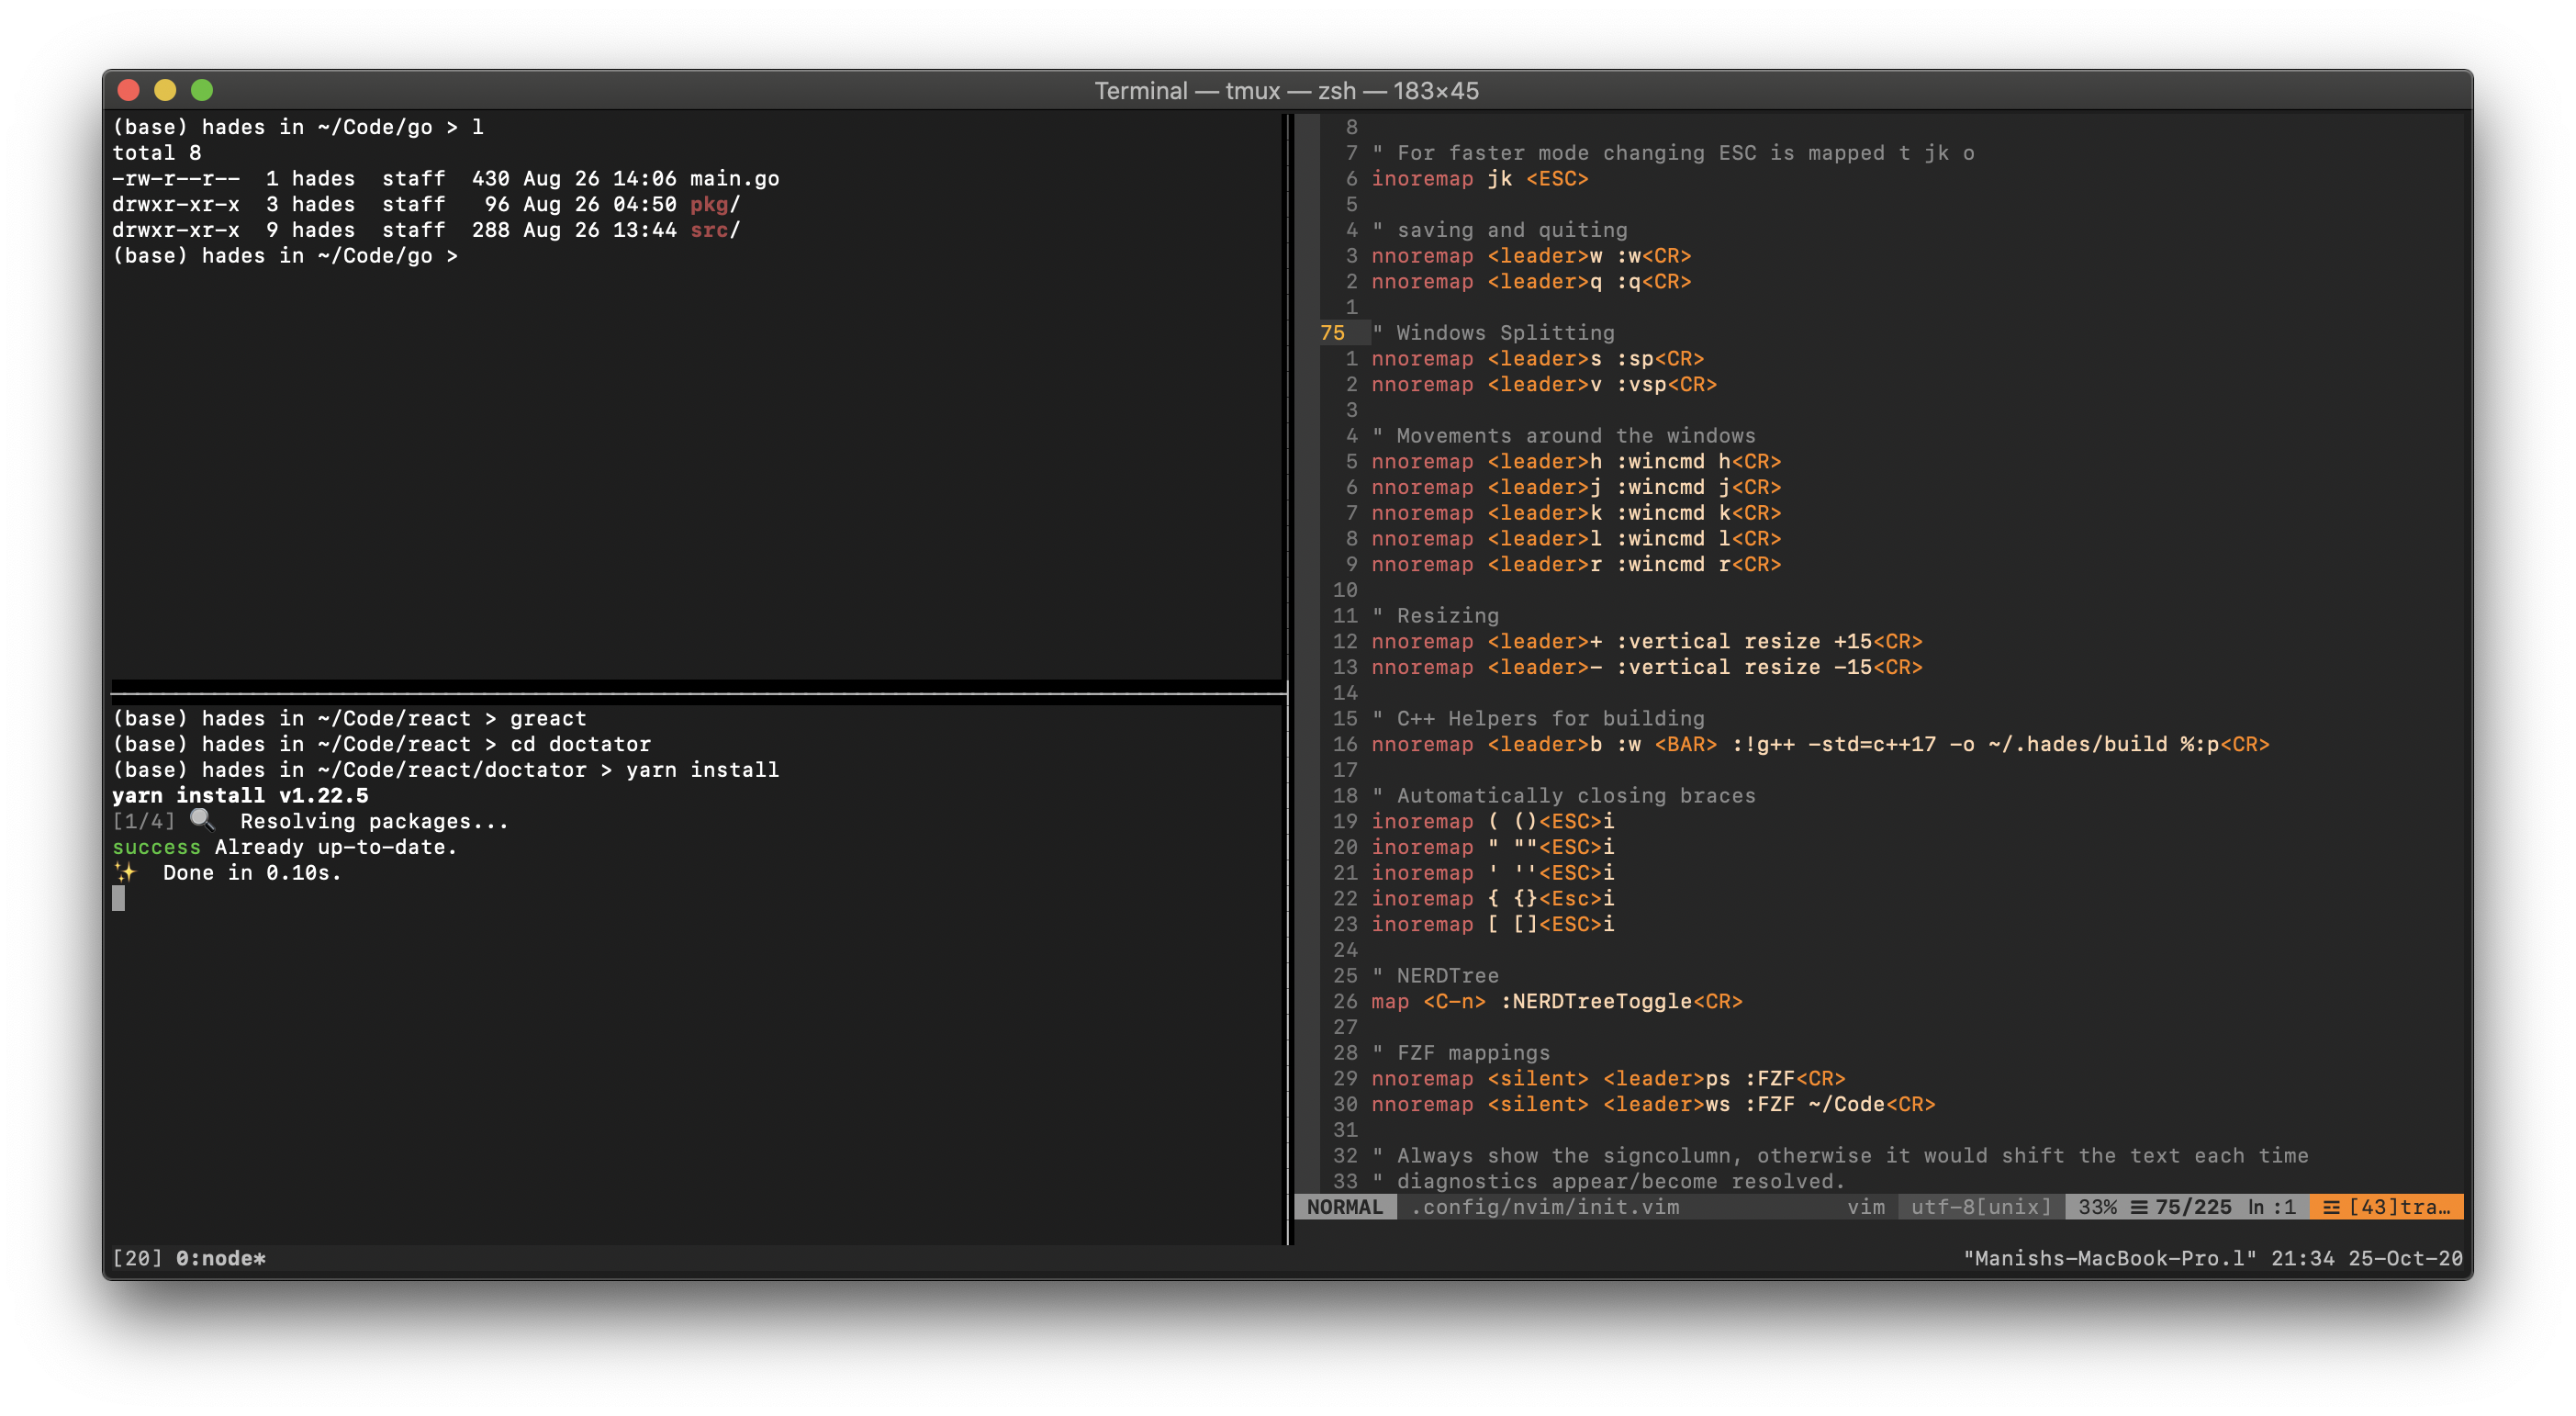 Terminal — tmux — zsh — 183×45
(base) hades in ~/Code/go > l
total 8
-rw-r--r--  1 hades  staff  430 Aug 26 14:06 main.go
drwxr-xr-x  3 hades  staff   96 Aug 26 04:50 pkg/
drwxr-xr-x  9 hades  staff  288 Aug 26 13:44 src/
(base) hades in ~/Code/go >
(base) hades in ~/Code/react > greact
(base) hades in ~/Code/react > cd doctator
(base) hades in ~/Code/react/doctator > yarn install
yarn install v1.22.5
[1/4] 🔍  Resolving packages...
success Already up-to-date.
✨  Done in 0.10s.
8
7 " For faster mode changing ESC is mapped t jk o
6 inoremap jk <ESC>
5
4 " saving and quiting
3 nnoremap <leader>w :w<CR>
2 nnoremap <leader>q :q<CR>
1
75 " Windows Splitting
1 nnoremap <leader>s :sp<CR>
2 nnoremap <leader>v :vsp<CR>
3
4 " Movements around the windows
5 nnoremap <leader>h :wincmd h<CR>
6 nnoremap <leader>j :wincmd j<CR>
7 nnoremap <leader>k :wincmd k<CR>
8 nnoremap <leader>l :wincmd l<CR>
9 nnoremap <leader>r :wincmd r<CR>
10
11 " Resizing
12 nnoremap <leader>+ :vertical resize +15<CR>
13 nnoremap <leader>- :vertical resize -15<CR>
14
15 " C++ Helpers for building
16 nnoremap <leader>b :w <BAR> :!g++ -std=c++17 -o ~/.hades/build %:p<CR>
17
18 " Automatically closing braces
19 inoremap ( ()<ESC>i
20 inoremap " ""<ESC>i
21 inoremap ' ''<ESC>i
22 inoremap { {}<Esc>i
23 inoremap [ []<ESC>i
24
25 " NERDTree
26 map <C-n> :NERDTreeToggle<CR>
27
28 " FZF mappings
29 nnoremap <silent> <leader>ps :FZF<CR>
30 nnoremap <silent> <leader>ws :FZF ~/Code<CR>
31
32 " Always show the signcolumn, otherwise it would shift the text each time
33 " diagnostics appear/become resolved.
NORMAL .config/nvim/init.vim vim utf-8[unix] 33% ☰ 75/225 ln :1 ☲ [43]tra…
[20] 0:node* "Manishs-MacBook-Pro.l" 21:34 25-Oct-20